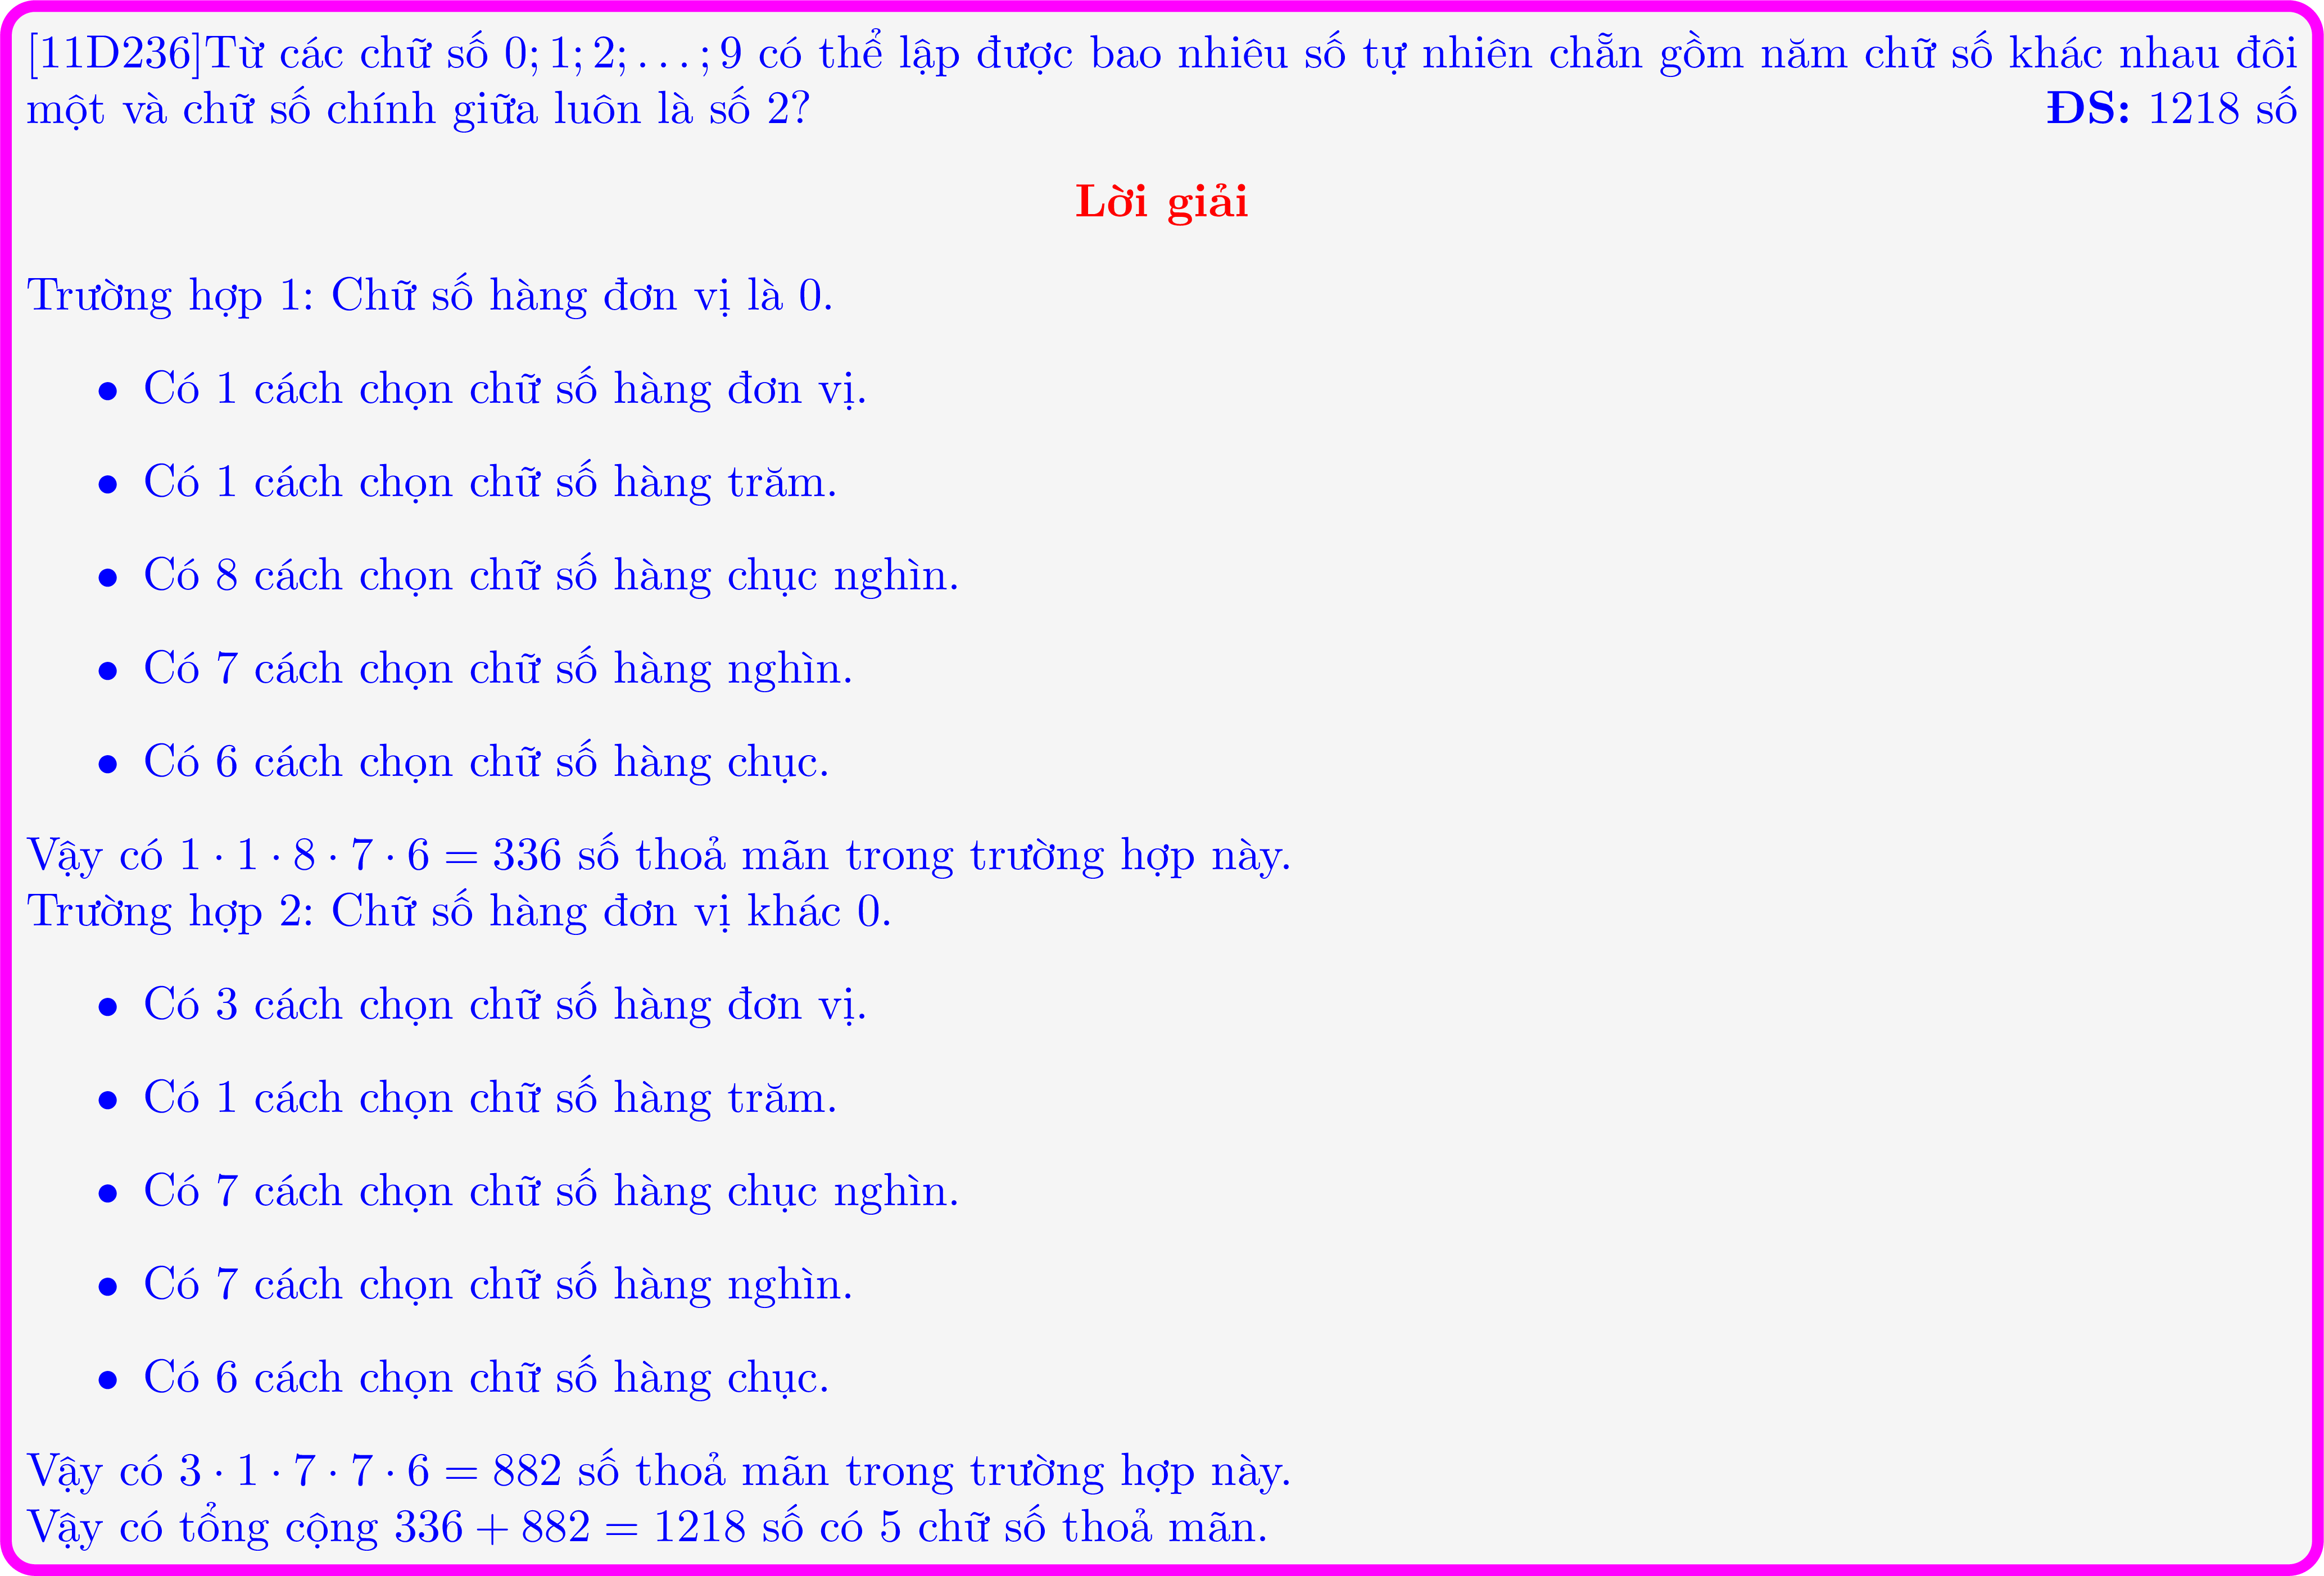 [11D236]Từ các chữ số 0; 1; 2; . . . ; 9 có thể lập được bao nhiêu số tự nhiên chẵn gồm năm chữ số khác nhau đôi
một và chữ số chính giữa luôn là số 2? ĐS: 1218 số
Lời giải
Trường hợp 1: Chữ số hàng đơn vị là 0.
• Có 1 cách chọn chữ số hàng đơn vị.
• Có 1 cách chọn chữ số hàng trăm.
• Có 8 cách chọn chữ số hàng chục nghìn.
• Có 7 cách chọn chữ số hàng nghìn.
• Có 6 cách chọn chữ số hàng chục.
Vậy có 1 · 1 · 8 · 7 · 6 = 336 số thoả mãn trong trường hợp này.
Trường hợp 2: Chữ số hàng đơn vị khác 0.
• Có 3 cách chọn chữ số hàng đơn vị.
• Có 1 cách chọn chữ số hàng trăm.
• Có 7 cách chọn chữ số hàng chục nghìn.
• Có 7 cách chọn chữ số hàng nghìn.
• Có 6 cách chọn chữ số hàng chục.
Vậy có 3 · 1 · 7 · 7 · 6 = 882 số thoả mãn trong trường hợp này.
Vậy có tổng cộng 336 + 882 = 1218 số có 5 chữ số thoả mãn.